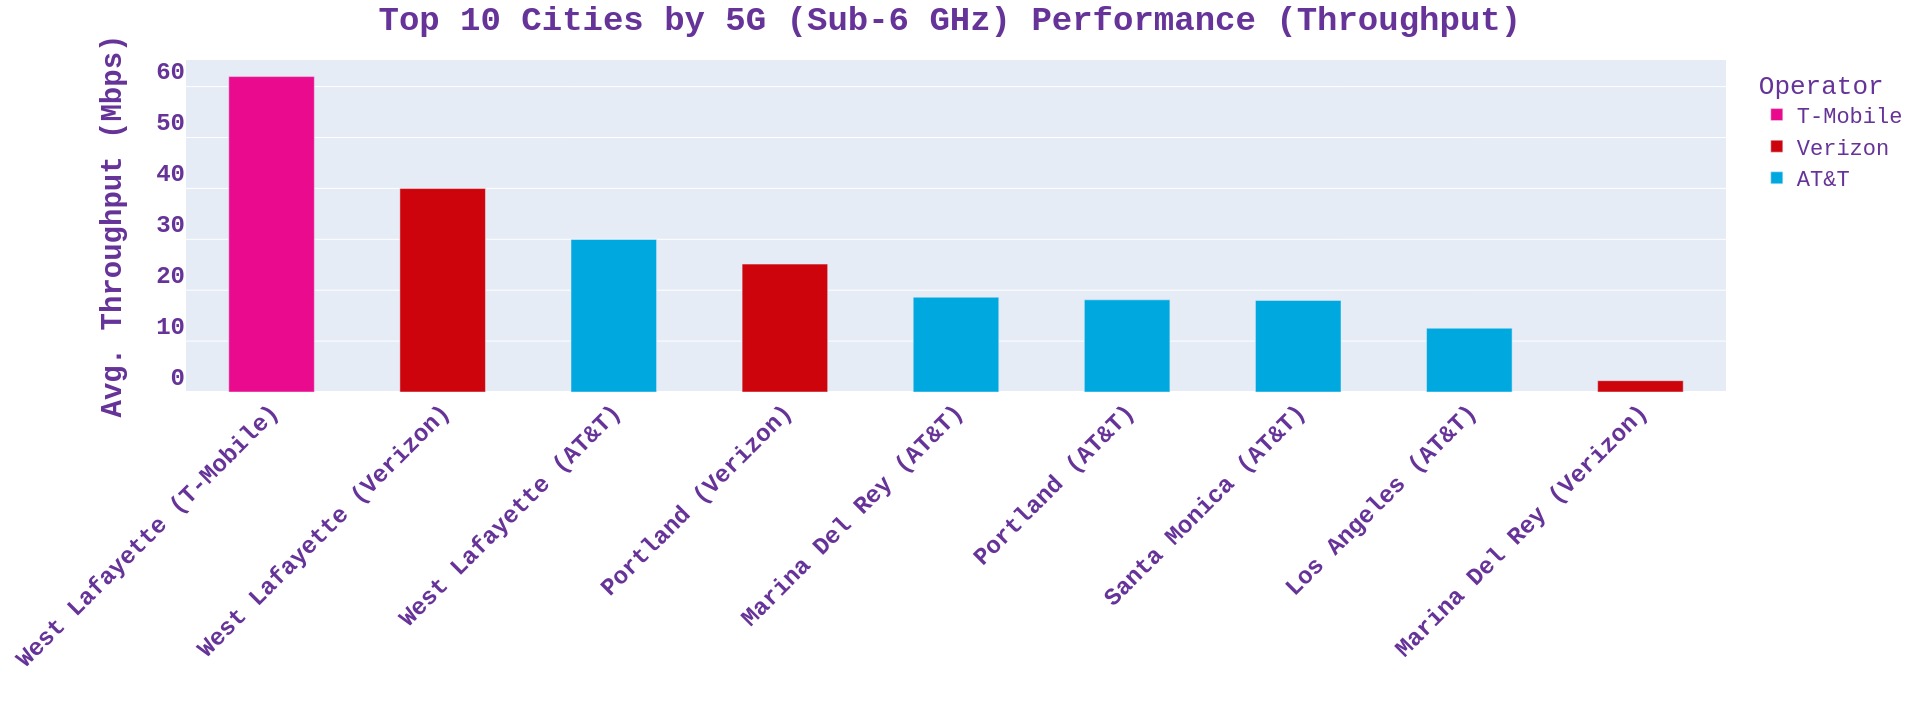 Top 10 Cities by 5G (Sub-6 GHz) Performance (Throughput)
Avg. Throughput (Mbps)
60
50
40
30
20
10
0
West Lafayette (T-Mobile)
West Lafayette (Verizon)
West Lafayette (AT&T)
Portland (Verizon)
Marina Del Rey (AT&T)
Portland (AT&T)
Santa Monica (AT&T)
Los Angeles (AT&T)
Marina Del Rey (Verizon)
Operator
T-Mobile
Verizon
AT&T